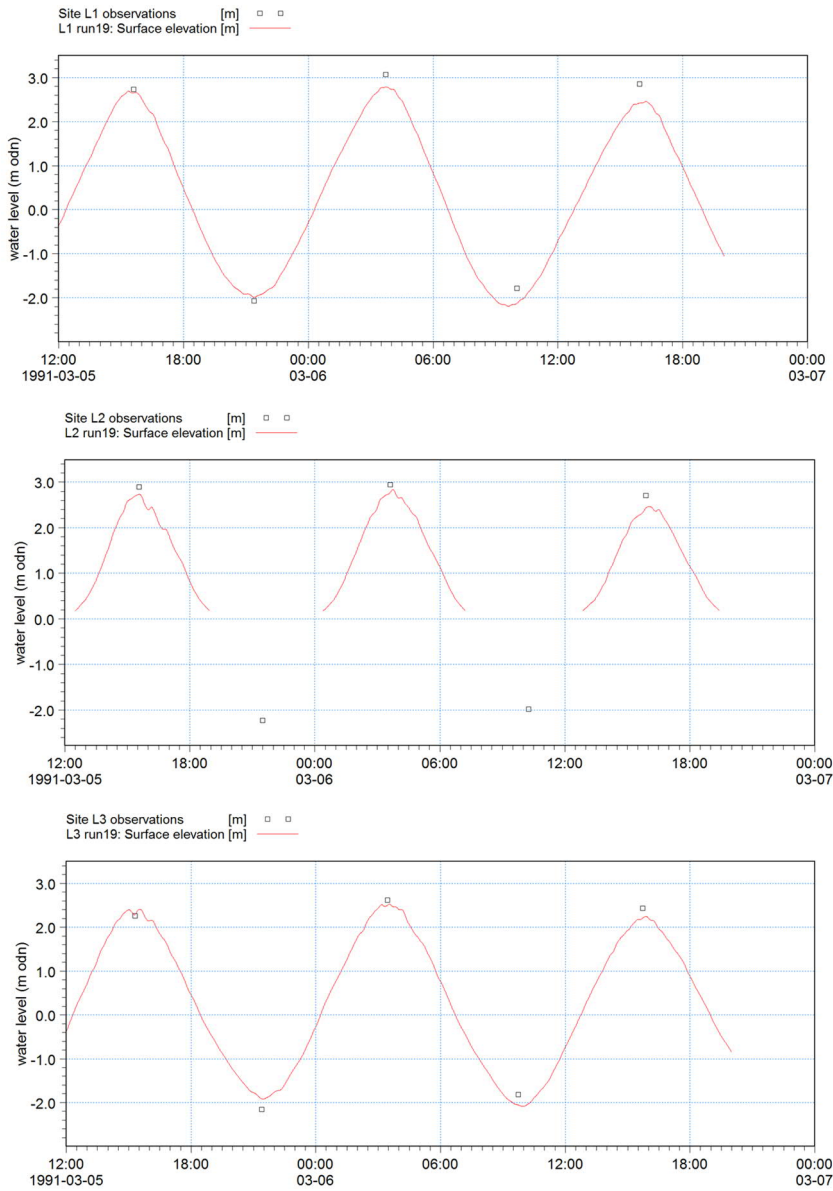 Site L1 observations [m]
L1 run19: Surface elevation [m]
water level (m odn)
3.0
2.0
1.0
0.0
-1.0
-2.0
12:00 18:00 00:00 06:00 12:00 18:00 00:00
1991-03-05 03-06 03-07
Site L2 observations [m]
L2 run19: Surface elevation [m]
water level (m odn)
3.0
2.0
1.0
0.0
-1.0
-2.0
12:00 18:00 00:00 06:00 12:00 18:00 00:00
1991-03-05 03-06 03-07
Site L3 observations [m]
L3 run19: Surface elevation [m]
water level (m odn)
3.0
2.0
1.0
0.0
-1.0
-2.0
12:00 18:00 00:00 06:00 12:00 18:00 00:00
1991-03-05 03-06 03-07